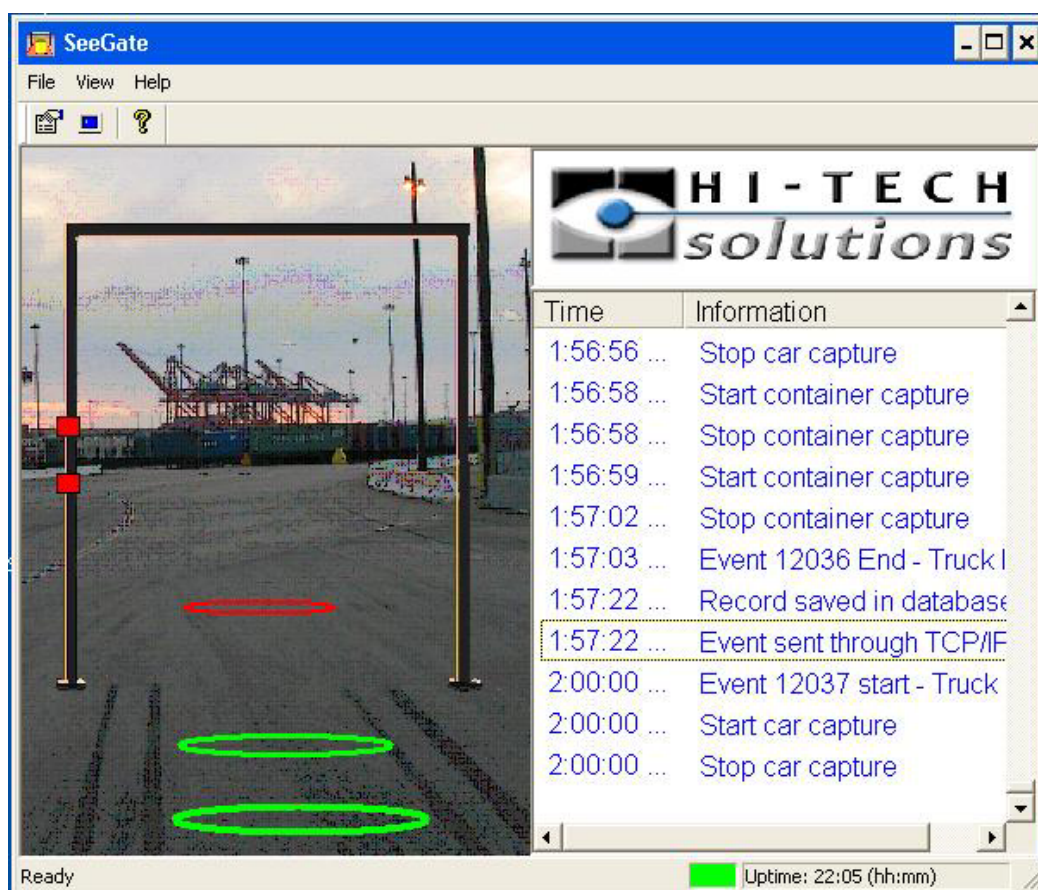 SeeGate
File View Help
HI-TECH
solutions
Time Information
1:56:56 ... Stop car capture
1:56:58 ... Start container capture
1:56:58 ... Stop container capture
1:56:59 ... Start container capture
1:57:02 ... Stop container capture
1:57:03 ... Event 12036 End - Truck
1:57:22 ... Record saved in database
1:57:22 ... Event sent through TCP/IP
2:00:00 ... Event 12037 start - Truck
2:00:00 ... Start car capture
2:00:00 ... Stop car capture
Ready Uptime: 22:05 (hh:mm)